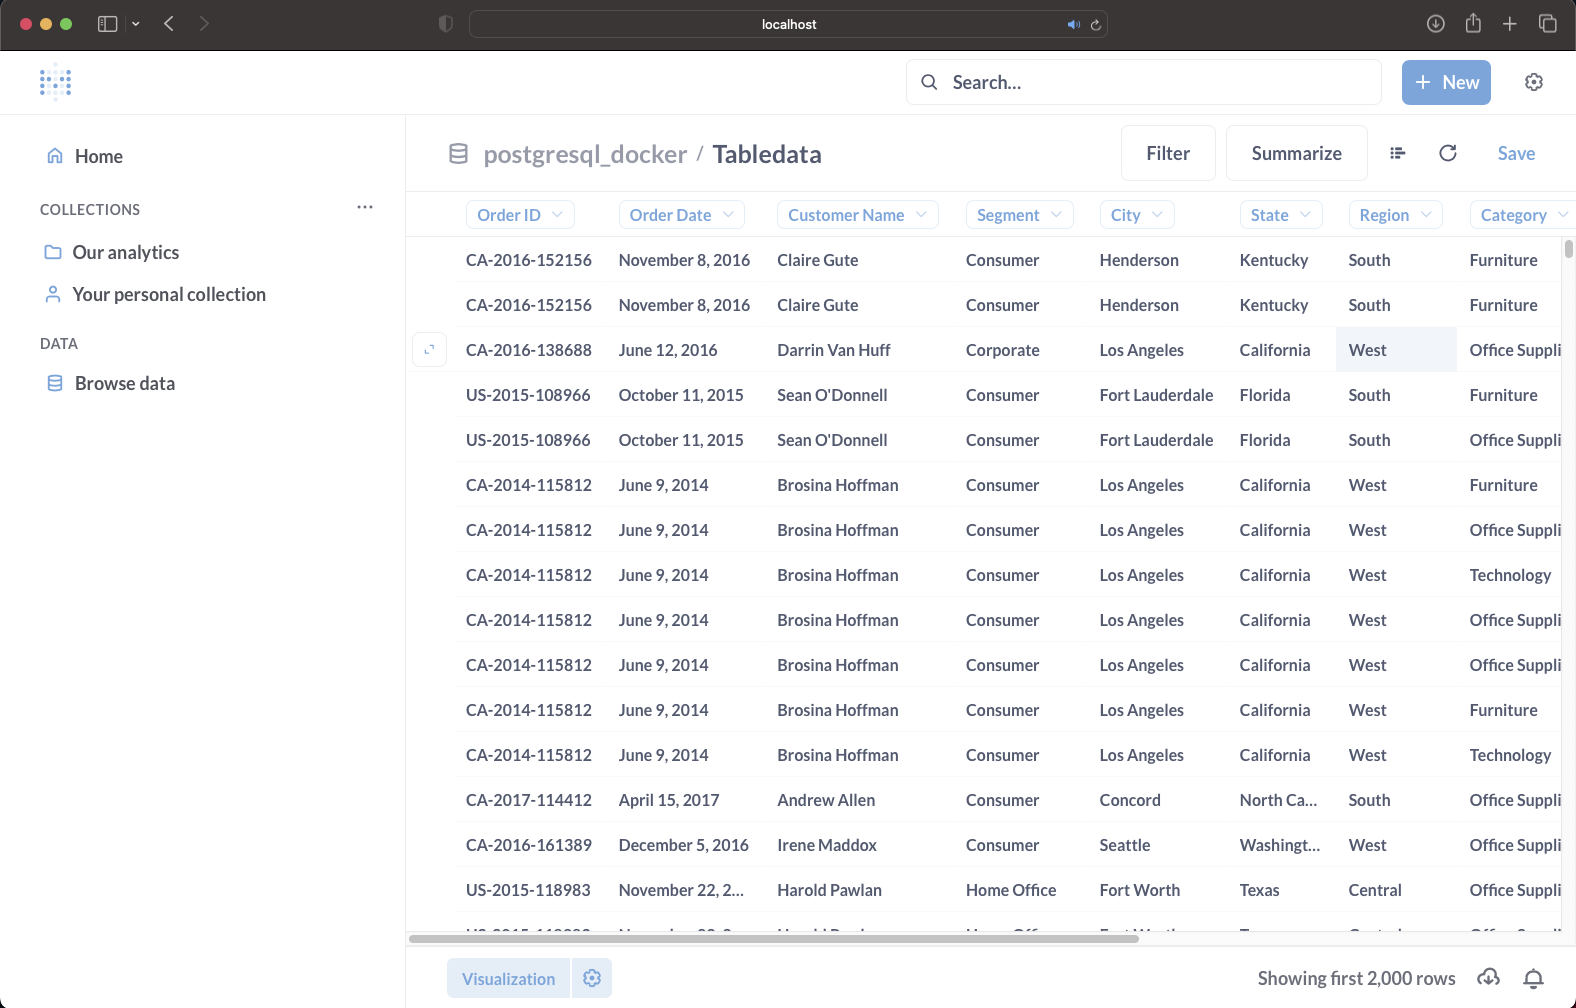 localhost
Search...
+ New
Home
COLLECTIONS
...
Our analytics
Your personal collection
DATA
Browse data
postgresql_docker / Tabledata
Filter
Summarize
Save
Order ID Order Date Customer Name Segment City State Region Category
CA-2016-152156 November 8, 2016 Claire Gute Consumer Henderson Kentucky South Furniture
CA-2016-152156 November 8, 2016 Claire Gute Consumer Henderson Kentucky South Furniture
CA-2016-138688 June 12, 2016 Darrin Van Huff Corporate Los Angeles California West Office Suppli
US-2015-108966 October 11, 2015 Sean O'Donnell Consumer Fort Lauderdale Florida South Furniture
US-2015-108966 October 11, 2015 Sean O'Donnell Consumer Fort Lauderdale Florida South Office Suppli
CA-2014-115812 June 9, 2014 Brosina Hoffman Consumer Los Angeles California West Furniture
CA-2014-115812 June 9, 2014 Brosina Hoffman Consumer Los Angeles California West Office Suppli
CA-2014-115812 June 9, 2014 Brosina Hoffman Consumer Los Angeles California West Technology
CA-2014-115812 June 9, 2014 Brosina Hoffman Consumer Los Angeles California West Office Suppli
CA-2014-115812 June 9, 2014 Brosina Hoffman Consumer Los Angeles California West Office Suppli
CA-2014-115812 June 9, 2014 Brosina Hoffman Consumer Los Angeles California West Furniture
CA-2014-115812 June 9, 2014 Brosina Hoffman Consumer Los Angeles California West Technology
CA-2017-114412 April 15, 2017 Andrew Allen Consumer Concord North Ca... South Office Suppli
CA-2016-161389 December 5, 2016 Irene Maddox Consumer Seattle Washingt... West Office Suppli
US-2015-118983 November 22, 2... Harold Pawlan Home Office Fort Worth Texas Central Office Suppli
Visualization
Showing first 2,000 rows